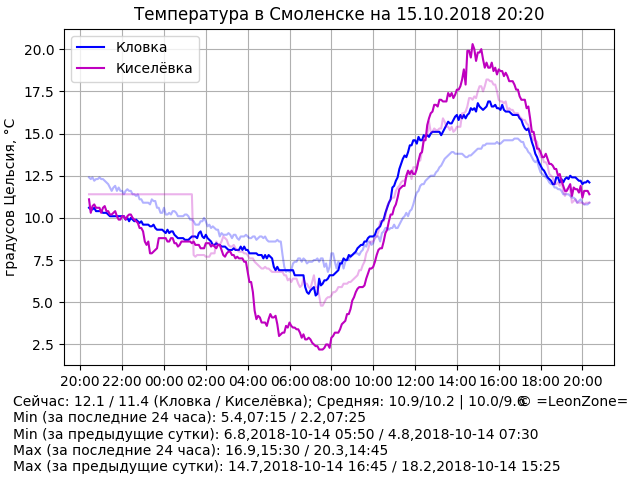 Температура в Смоленске на 15.10.2018 20:20
Кловка
Киселёвка
градусов Цельсия, °C
20.0
17.5
15.0
12.5
10.0
7.5
5.0
2.5
20:00 22:00 00:00 02:00 04:00 06:00 08:00 10:00 12:00 14:00 16:00 18:00 20:00
Сейчас: 12.1 / 11.4 (Кловка / Киселёвка); Средняя: 10.9/10.2 | 10.0/9.6 © =LeonZone=
Min (за последние 24 часа): 5.4,07:15 / 2.2,07:25
Min (за предыдущие сутки): 6.8,2018-10-14 05:50 / 4.8,2018-10-14 07:30
Max (за последние 24 часа): 16.9,15:30 / 20.3,14:45
Max (за предыдущие сутки): 14.7,2018-10-14 16:45 / 18.2,2018-10-14 15:25